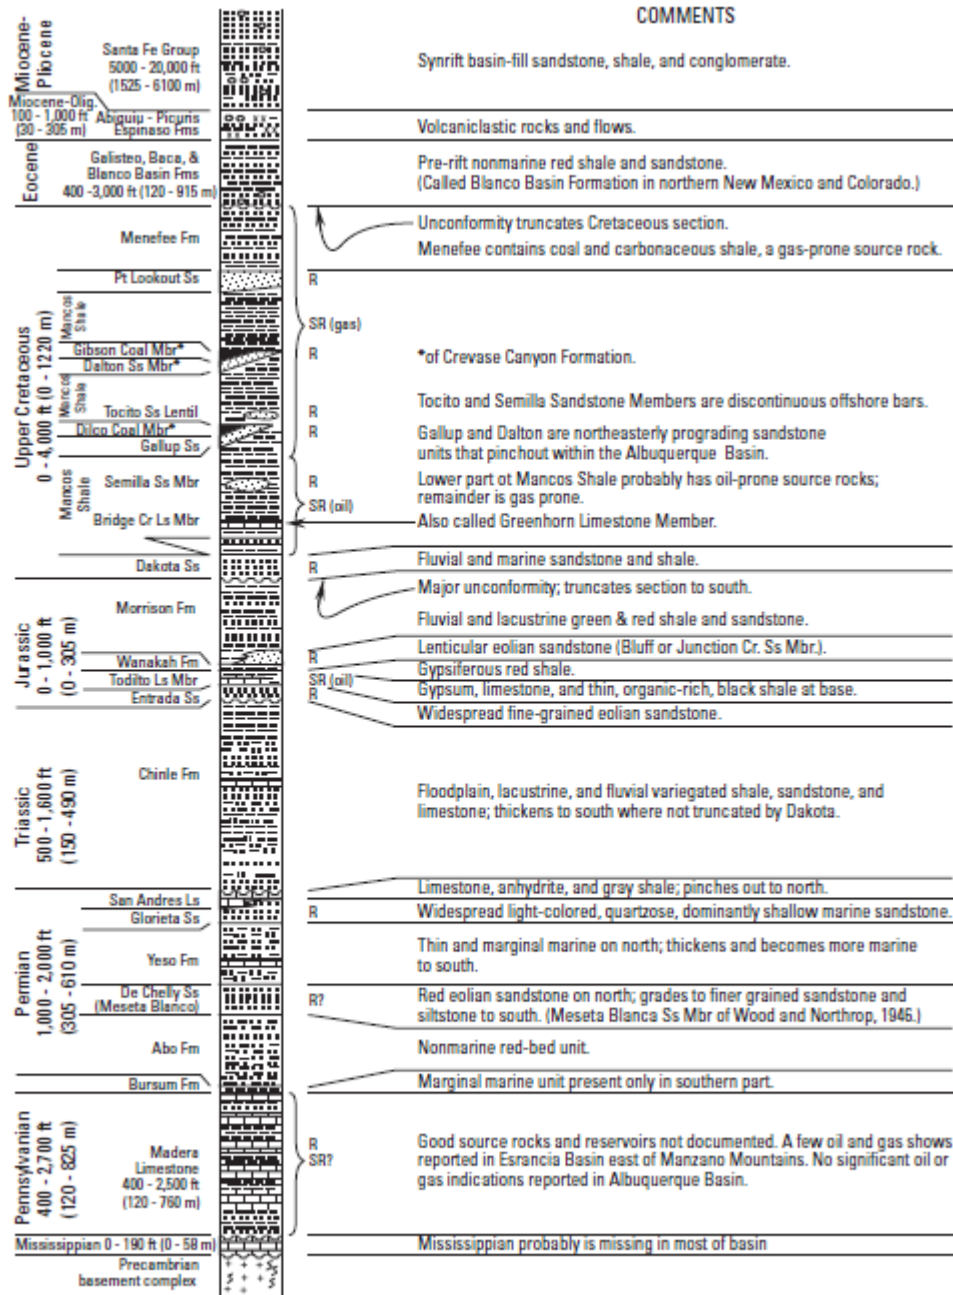 COMMENTS
Miocene-
Pliocene
Santa Fe Group
5000 - 20,000 ft
(1525 - 6100 m)
Synrift basin-fill sandstone, shale, and conglomerate.
Miocene-Olig.
100 - 1,000 ft
(30 - 305 m)
Abiquiu - Picuris
Espinaso Fms
Volcaniclastic rocks and flows.
Eocene
Galisteo, Baca, &
Blanco Basin Fms
400 -3,000 ft (120 - 915 m)
Pre-rift nonmarine red shale and sandstone.
(Called Blanco Basin Formation in northern New Mexico and Colorado.)
Upper Cretaceous
0 - 4,000 ft (0 - 1220 m)
Menefee Fm
Unconformity truncates Cretaceous section.
Menefee contains coal and carbonaceous shale, a gas-prone source rock.
Pt Lookout Ss
R
Mancos
Shale
SR (gas)
Gibson Coal Mbr*
Dalton Ss Mbr*
R
*of Crevase Canyon Formation.
Mancos
Shale
Tocito Ss Lentil
R
Tocito and Semilla Sandstone Members are discontinuous offshore bars.
Dilco Coal Mbr*
Gallup Ss
R
Gallup and Dalton are northeasterly prograding sandstone
units that pinchout within the Albuquerque Basin.
Mancos
Shale
Semilla Ss Mbr
R
SR (oil)
Lower part ot Mancos Shale probably has oil-prone source rocks;
remainder is gas prone.
Bridge Cr Ls Mbr
Also called Greenhorn Limestone Member.
Dakota Ss
R
Fluvial and marine sandstone and shale.
Jurassic
0 - 1,000 ft
(0 - 305 m)
Major unconformity; truncates section to south.
Morrison Fm
Fluvial and lacustrine green & red shale and sandstone.
R
Lenticular eolian sandstone (Bluff or Junction Cr. Ss Mbr.).
Wanakah Fm
Gypsiferous red shale.
Todilto Ls Mbr
SR (oil)
Gypsum, limestone, and thin, organic-rich, black shale at base.
Entrada Ss
R
Widespread fine-grained eolian sandstone.
Triassic
500 - 1,600 ft
(150 - 490 m)
Chinle Fm
Floodplain, lacustrine, and fluvial variegated shale, sandstone, and
limestone; thickens to south where not truncated by Dakota.
Permian
1,000 - 2,000 ft
(305 - 610 m)
San Andres Ls
Limestone, anhydrite, and gray shale; pinches out to north.
Glorieta Ss
R
Widespread light-colored, quartzose, dominantly shallow marine sandstone.
Yeso Fm
Thin and marginal marine on north; thickens and becomes more marine
to south.
De Chelly Ss
(Meseta Blanco)
R?
Red eolian sandstone on north; grades to finer grained sandstone and
siltstone to south. (Meseta Blanca Ss Mbr of Wood and Northrop, 1946.)
Abo Fm
Nonmarine red-bed unit.
Bursum Fm
Marginal marine unit present only in southern part.
Pennsylvanian
400 - 2,700 ft
(120 - 825 m)
Madera
Limestone
400 - 2,500 ft
(120 - 760 m)
R
SR?
Good source rocks and reservoirs not documented. A few oil and gas shows
reported in Esrancia Basin east of Manzano Mountains. No significant oil or
gas indications reported in Albuquerque Basin.
Mississippian 0 - 190 ft (0 - 58 m)
Mississippian probably is missing in most of basin
Precambrian
basement complex